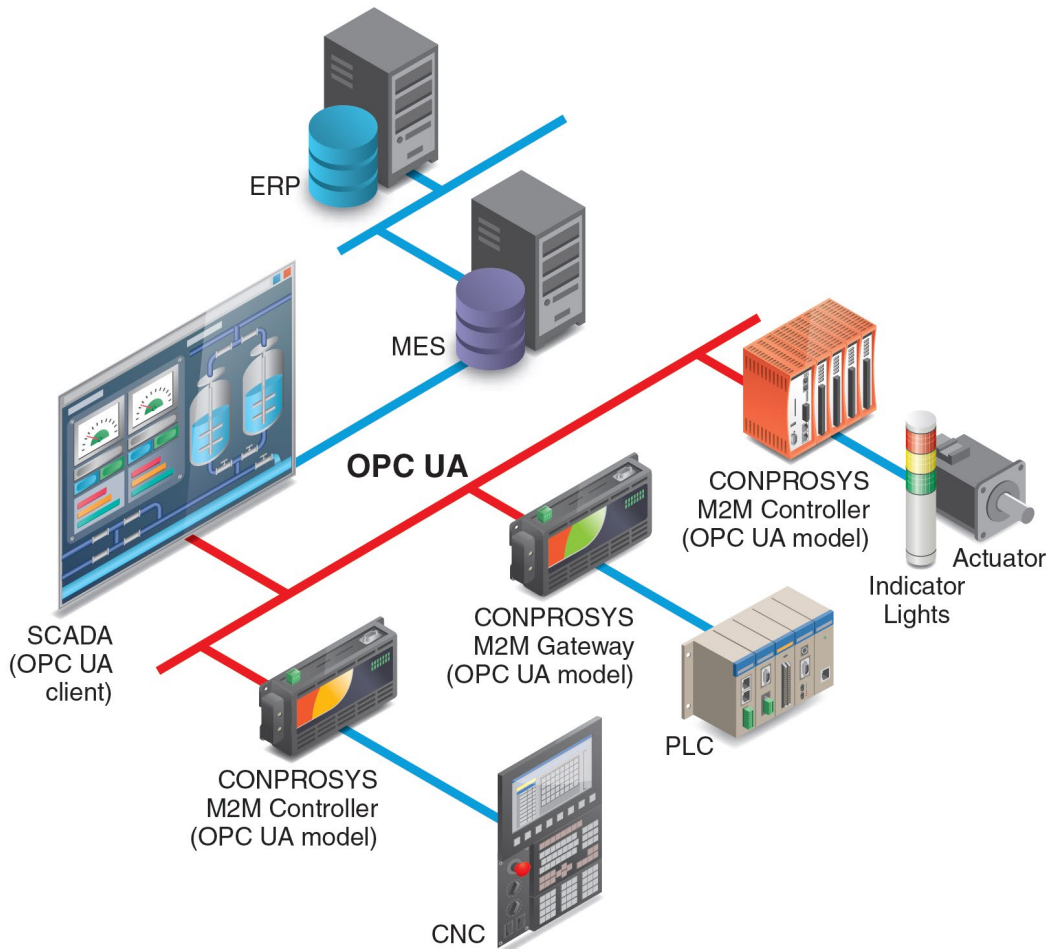 ERP
MES
OPC UA
CONPROSYS
M2M Controller
(OPC UA model)
Actuator
Indicator
Lights
SCADA
(OPC UA
client)
CONPROSYS
M2M Gateway
(OPC UA model)
PLC
CONPROSYS
M2M Controller
(OPC UA model)
CNC